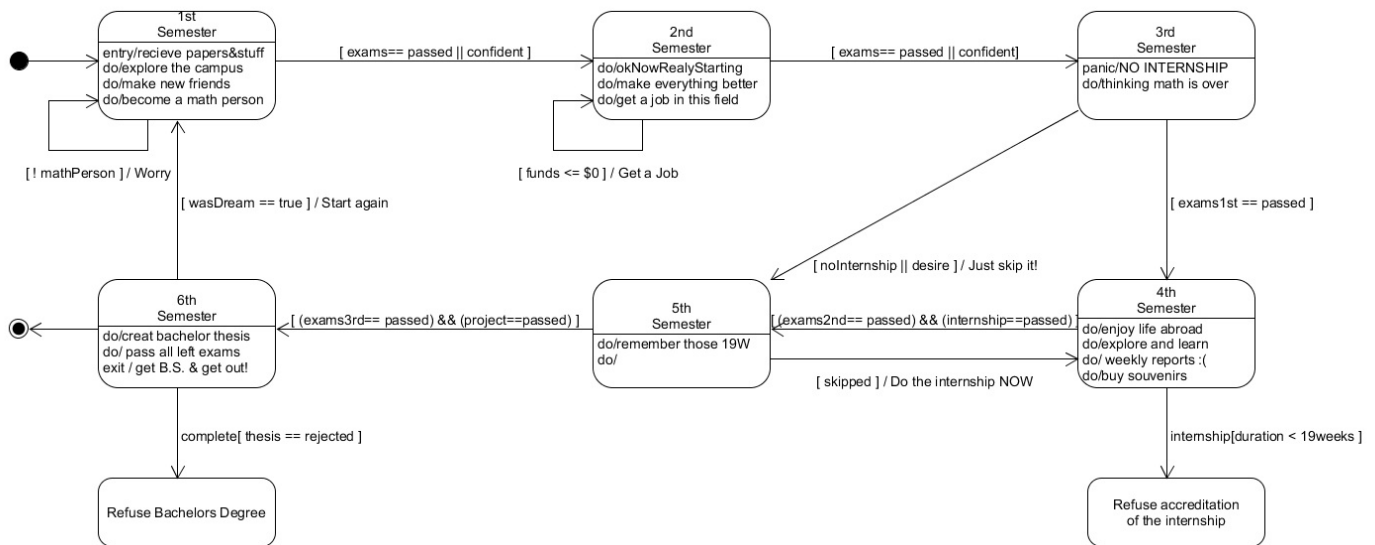 1st
Semester
entry/recieve papers&stuff
do/explore the campus
do/make new friends
do/become a math person
[ exams== passed || confident ]
2nd
Semester
do/okNowRealyStarting
do/make everything better
do/get a job in this field
[exams== passed || confident]
3rd
Semester
panic/NO INTERNSHIP
do/thinking math is over
[ ! mathPerson ] / Worry
[ funds <= $0 ] / Get a Job
[ wasDream == true ] / Start again
[ exams1st == passed ]
[ noInternship || desire ] / Just skip it!
6th
Semester
do/creat bachelor thesis
do/ pass all left exams
exit / get B.S. & get out!
[ (exams3rd== passed) && (project==passed) ]
5th
Semester
do/remember those 19W
do/
[ (exams2nd== passed) && (internship==passed) ]
4th
Semester
do/enjoy life abroad
do/explore and learn
do/ weekly reports :(
do/buy souvenirs
[ skipped ] / Do the internship NOW
complete[ thesis == rejected ]
internship[duration < 19weeks ]
Refuse Bachelors Degree
Refuse accreditation
of the internship